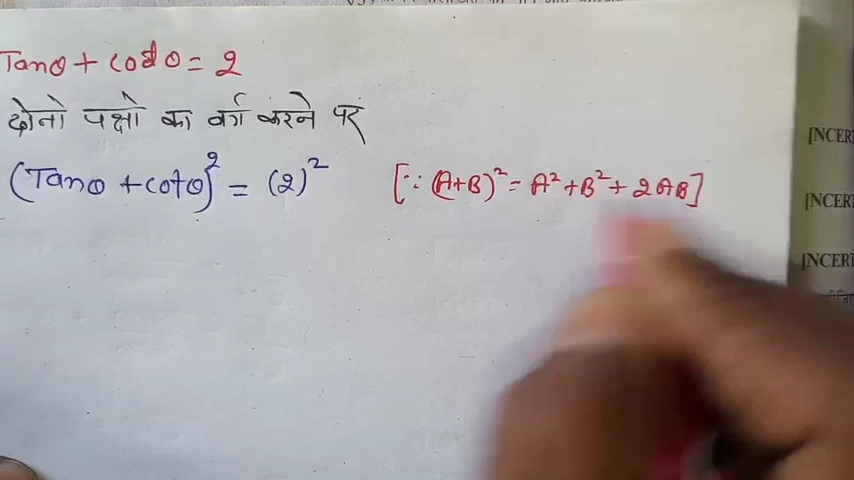 Tanθ + cotθ = 2
दोनो पक्षो का वर्ग करने पर
(Tanθ + cotθ)² = (2)² [∵ (A+B)² = A² + B² + 2AB]
[NCER
[NCER
[NCER